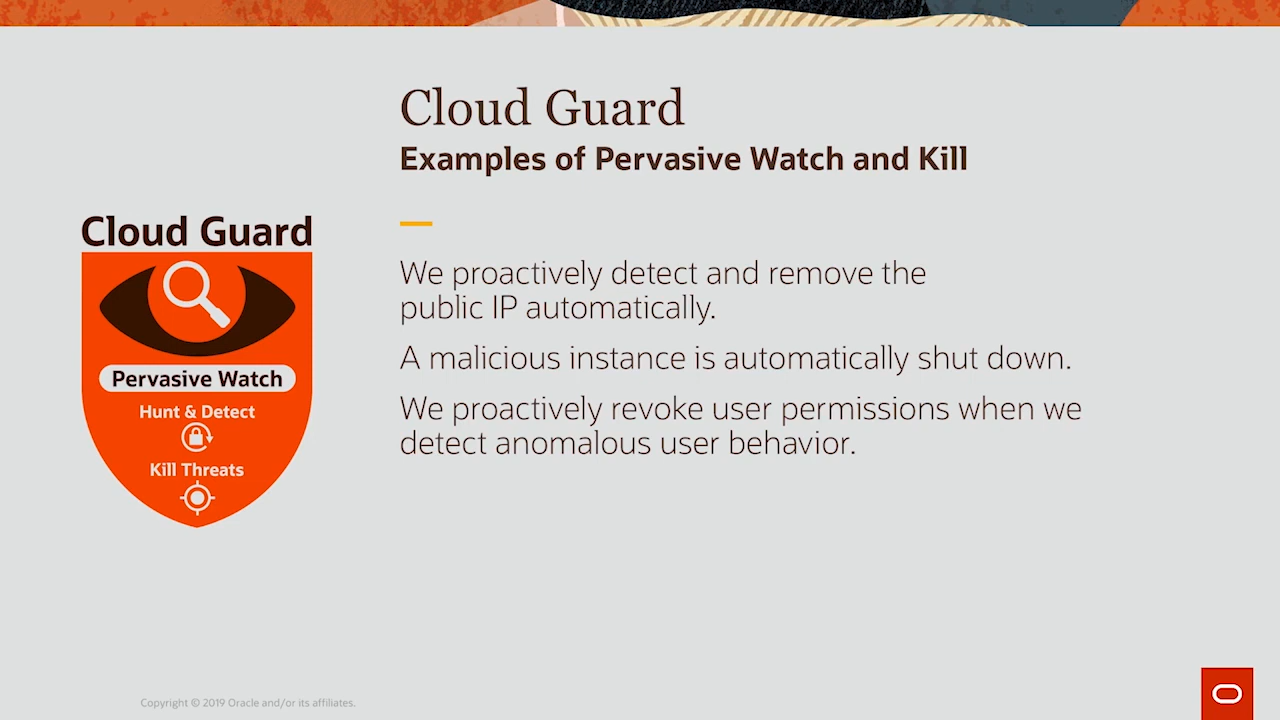 Cloud Guard
Examples of Pervasive Watch and Kill
Cloud Guard
Pervasive Watch
Hunt & Detect
Kill Threats
We proactively detect and remove the
public IP automatically.
A malicious instance is automatically shut down.
We proactively revoke user permissions when we
detect anomalous user behavior.
Copyright © 2019 Oracle and/or its affiliates.